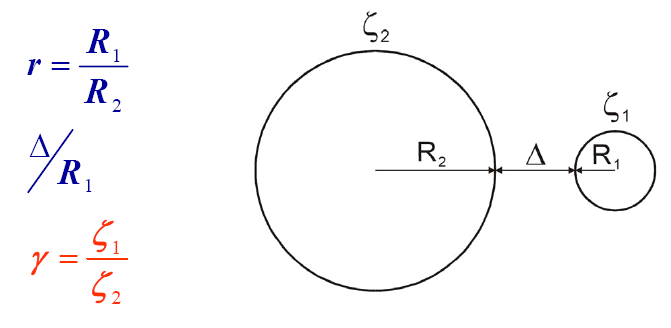 r = R₁/R₂
Δ/R₁
γ = ζ₁/ζ₂
ζ₂
ζ₁
R₂ Δ R₁